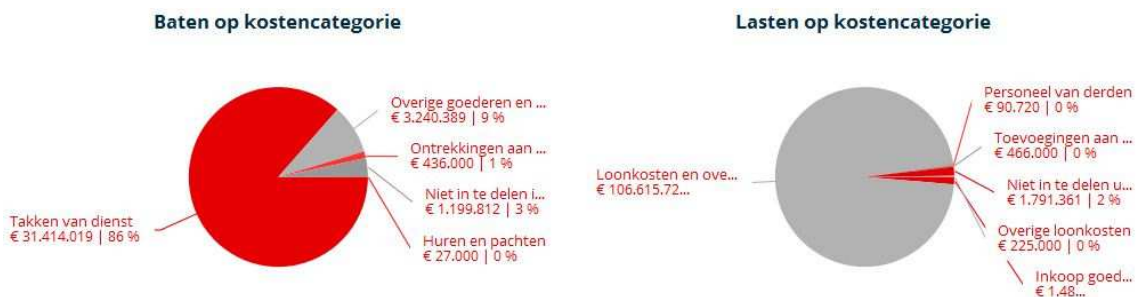 Baten op kostencategorie
Overige goederen en ...
€ 3.240.389 | 9 %
Ontrekkingen aan ...
€ 436.000 | 1 %
Niet in te delen i...
€ 1.199.812 | 3 %
Huren en pachten
€ 27.000 | 0 %
Takken van dienst
€ 31.414.019 | 86 %
Lasten op kostencategorie
Personeel van derden
€ 90.720 | 0 %
Toevoegingen aan ...
€ 466.000 | 0 %
Niet in te delen u...
€ 1.791.361 | 2 %
Overige loonkosten
€ 225.000 | 0 %
Inkoop goed...
€ 1.48...
Loonkosten en ove...
€ 106.615.72...